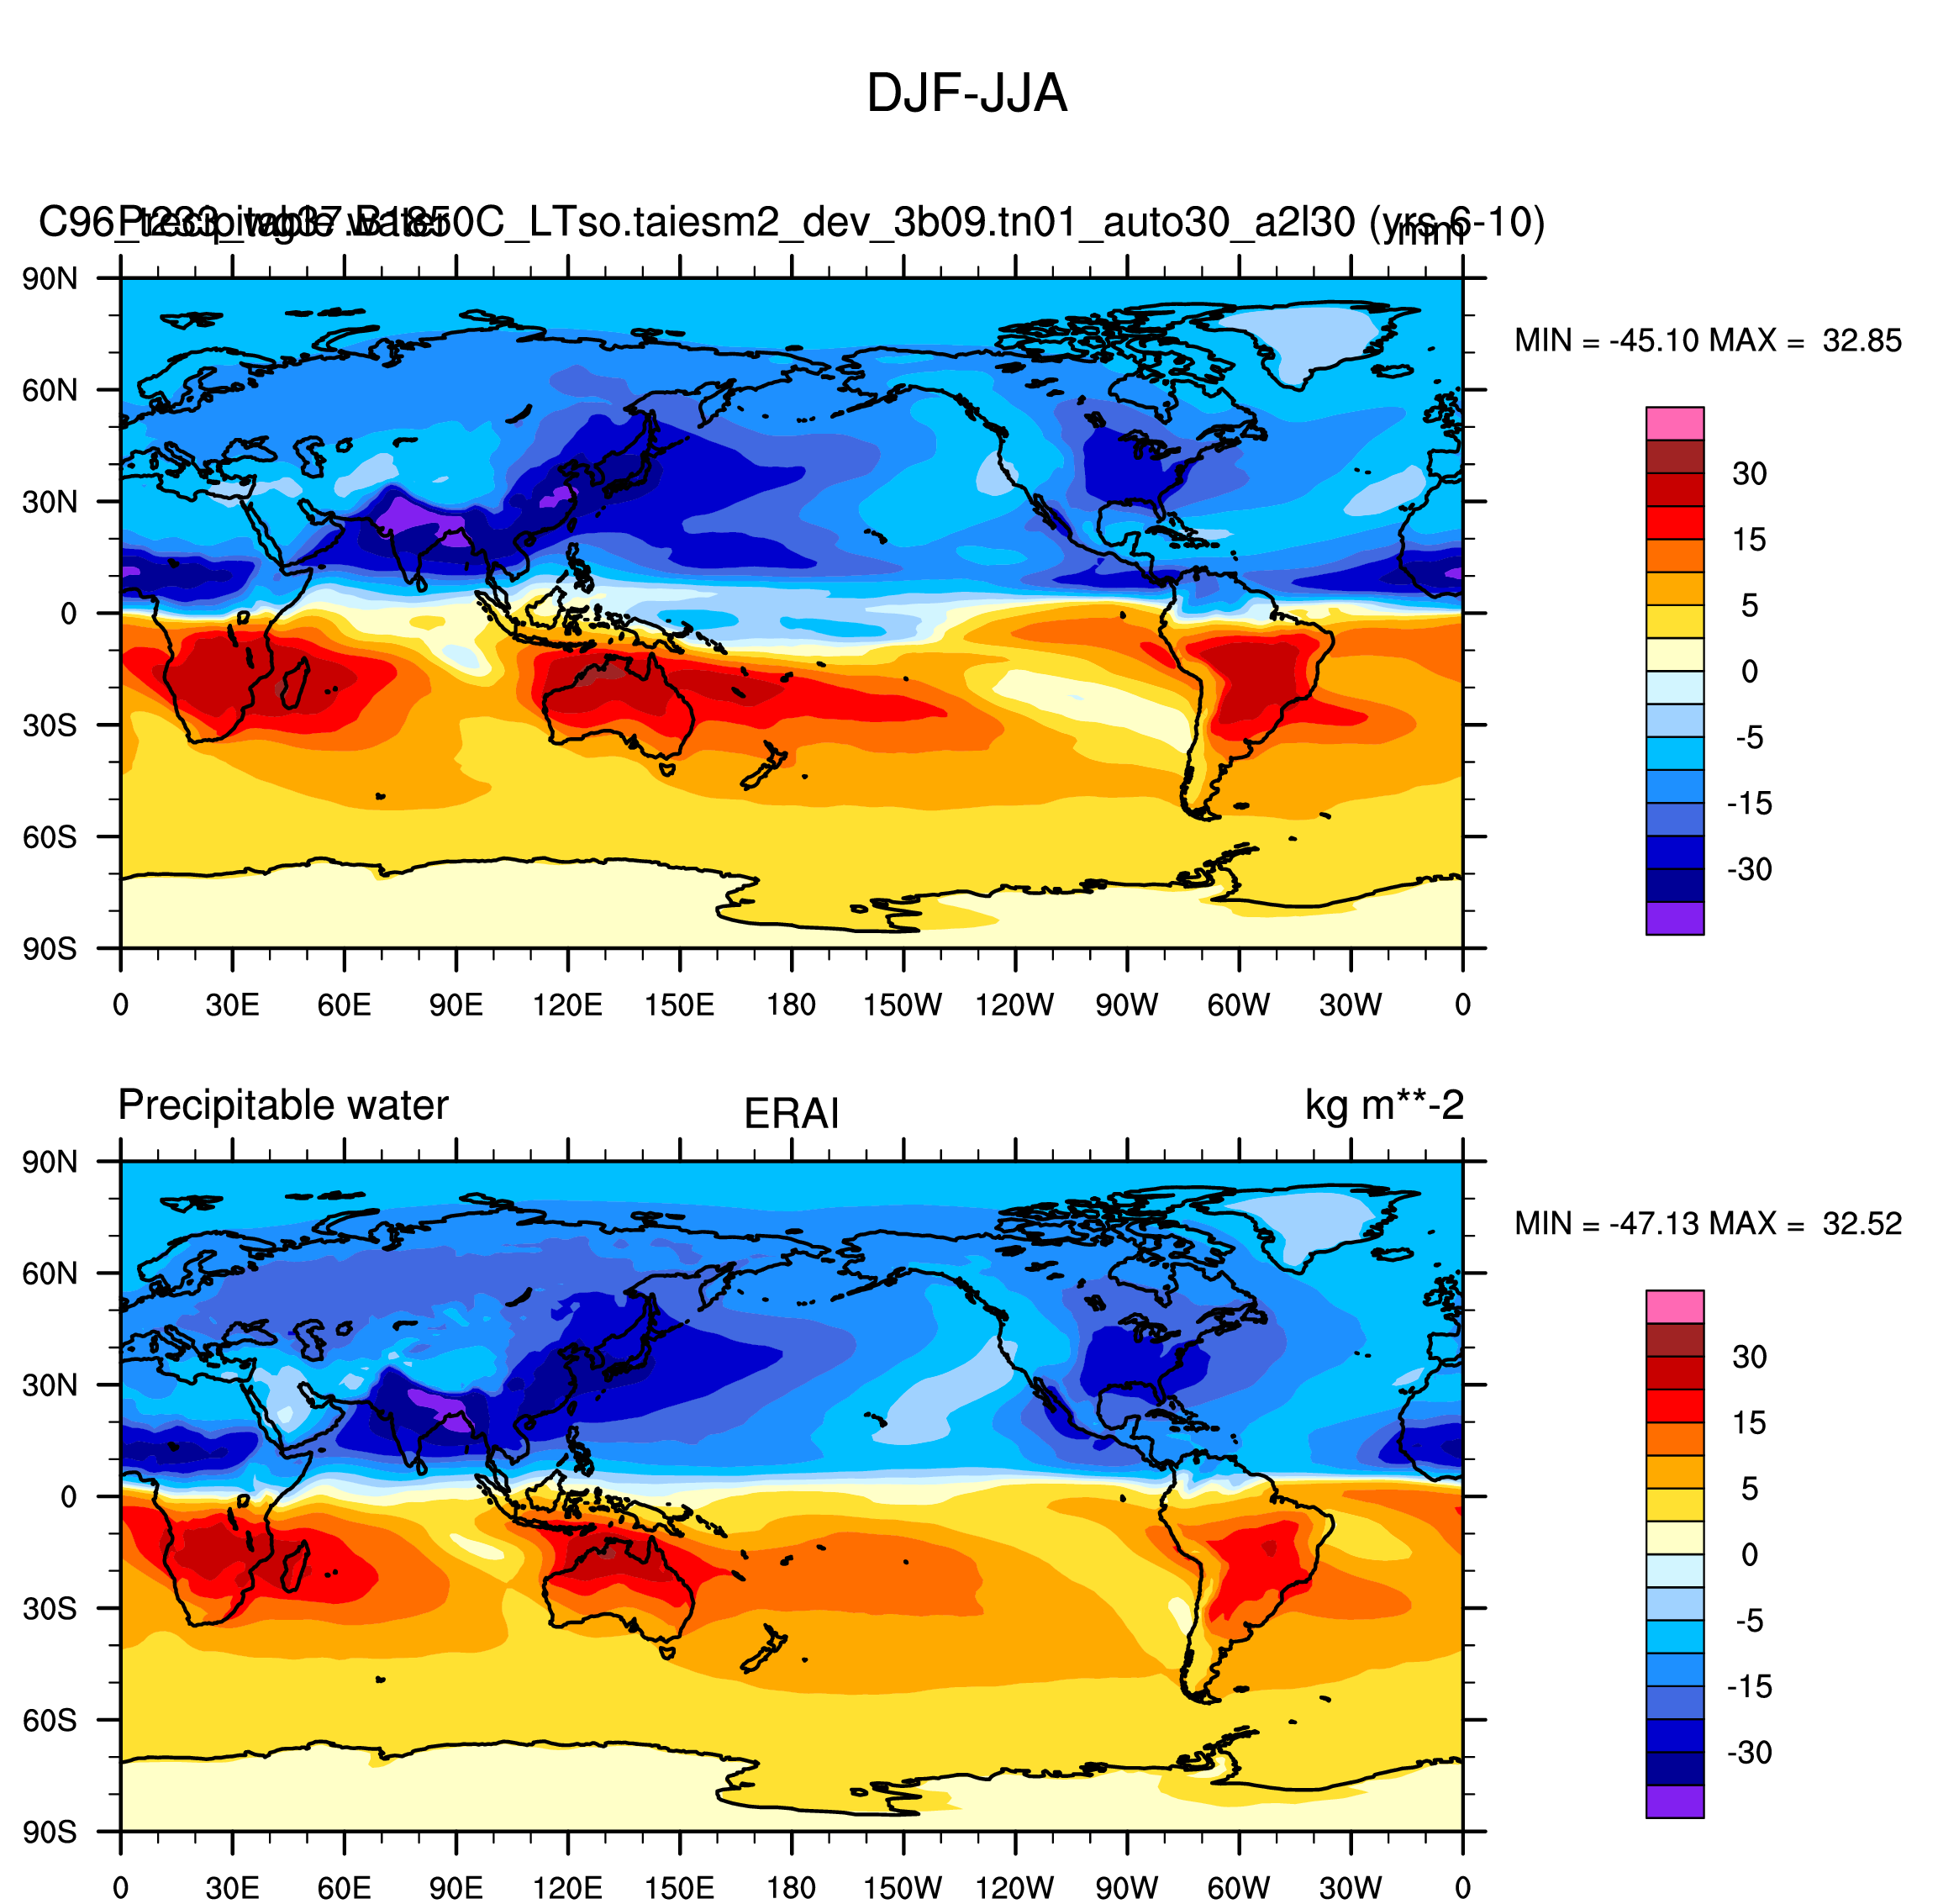 DJF-JJA
C96_t233_wg37.B1850C_LTso.taiesm2_dev_3b09.tn01_auto30_a2l30 (yrs 6-10)
Precipitable Water mm
MIN = -45.10 MAX = 32.85
90N
60N
30N
0
30S
60S
90S
0 30E 60E 90E 120E 150E 180 150W 120W 90W 60W 30W 0
30
15
5
0
-5
-15
-30
Precipitable water ERAI kg m**-2
MIN = -47.13 MAX = 32.52
90N
60N
30N
0
30S
60S
90S
0 30E 60E 90E 120E 150E 180 150W 120W 90W 60W 30W 0
30
15
5
0
-5
-15
-30